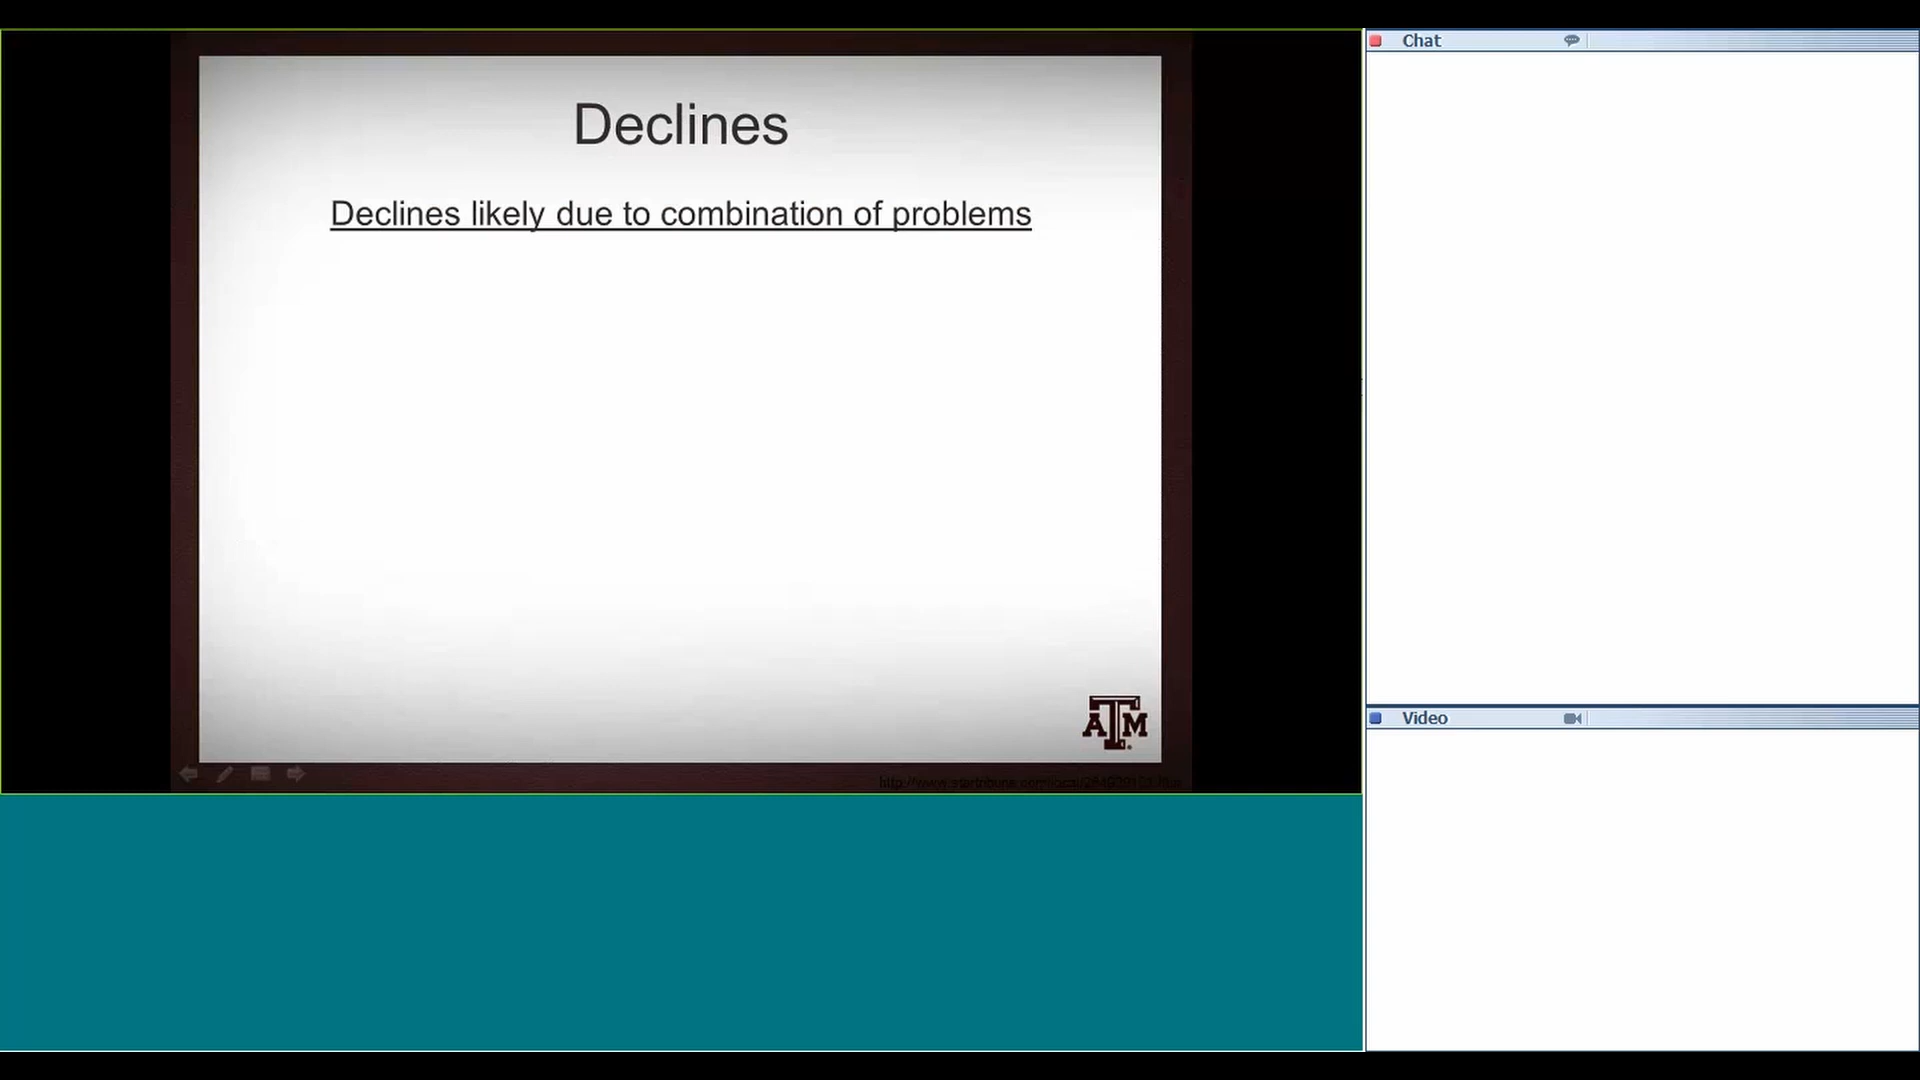 Declines
Declines likely due to combination of problems
ATM
Chat
Video